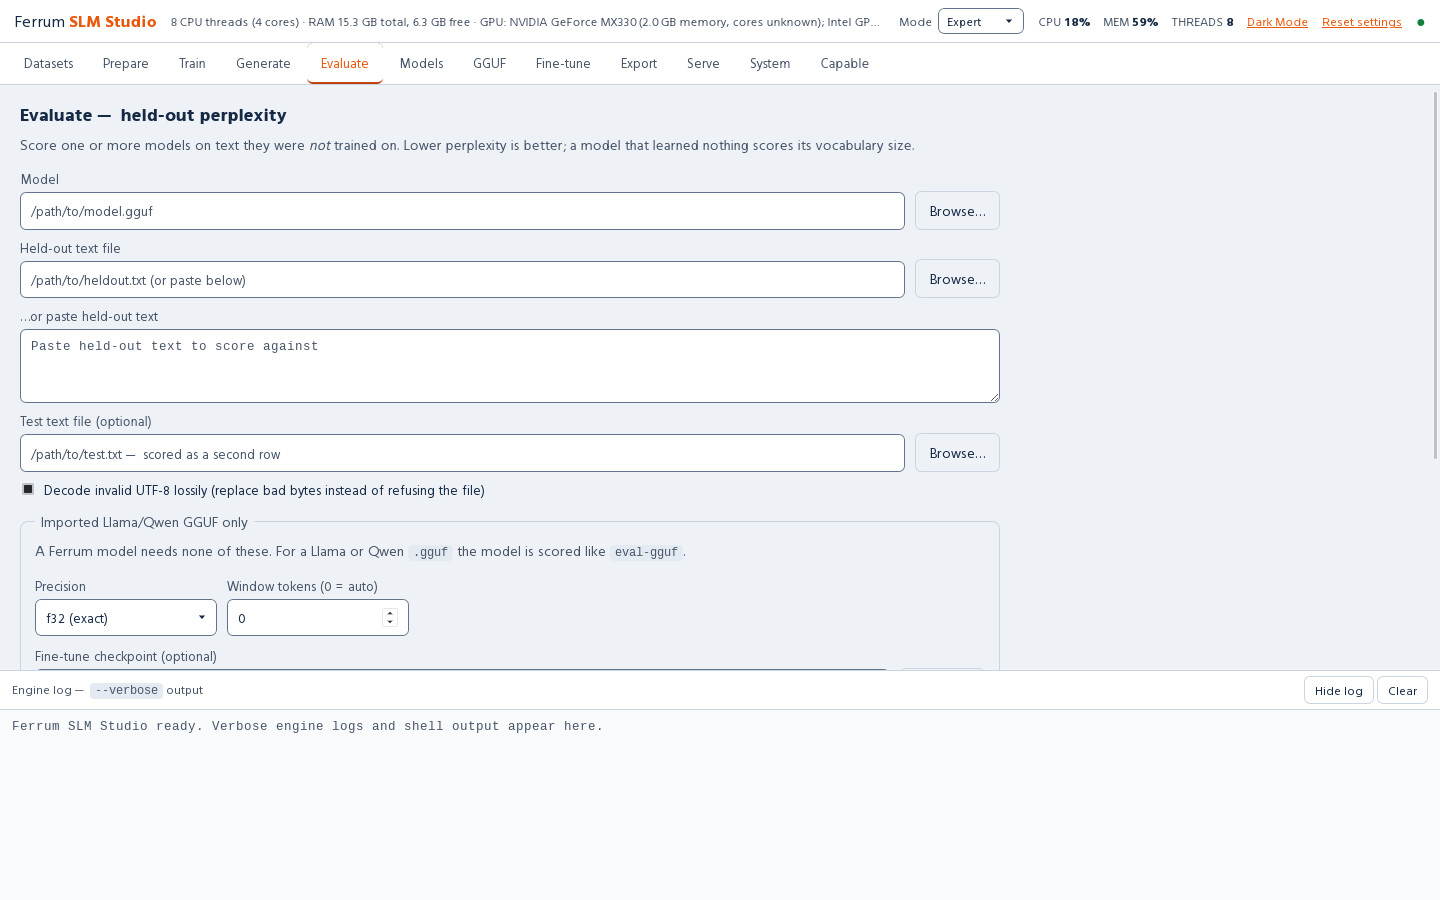 Ferrum SLM Studio 8 CPU threads (4 cores) · RAM 15.3 GB total, 6.3 GB free · GPU: NVIDIA GeForce MX330 (2.0 GB memory, cores unknown); Intel GP... Mode Expert CPU 18% MEM 59% THREADS 8 Dark Mode Reset settings
Datasets Prepare Train Generate Evaluate Models GGUF Fine-tune Export Serve System Capable
Evaluate — held-out perplexity
Score one or more models on text they were not trained on. Lower perplexity is better; a model that learned nothing scores its vocabulary size.
Model
/path/to/model.gguf Browse...
Held-out text file
/path/to/heldout.txt (or paste below) Browse...
...or paste held-out text
Paste held-out text to score against
Test text file (optional)
/path/to/test.txt — scored as a second row Browse...
Decode invalid UTF-8 lossily (replace bad bytes instead of refusing the file)
Imported Llama/Qwen GGUF only
A Ferrum model needs none of these. For a Llama or Qwen .gguf the model is scored like eval-gguf.
Precision Window tokens (0 = auto)
f32 (exact) 0
Fine-tune checkpoint (optional)
Engine log — --verbose output Hide log Clear
Ferrum SLM Studio ready. Verbose engine logs and shell output appear here.